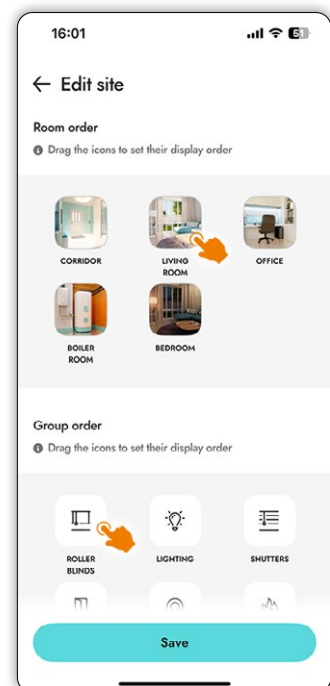 16:01
61
Edit site
Room order
Drag the icons to set their display order
CORRIDOR
LIVING
ROOM
OFFICE
BOILER
ROOM
BEDROOM
Group order
Drag the icons to set their display order
ROLLER
BLINDS
LIGHTING
SHUTTERS
Save